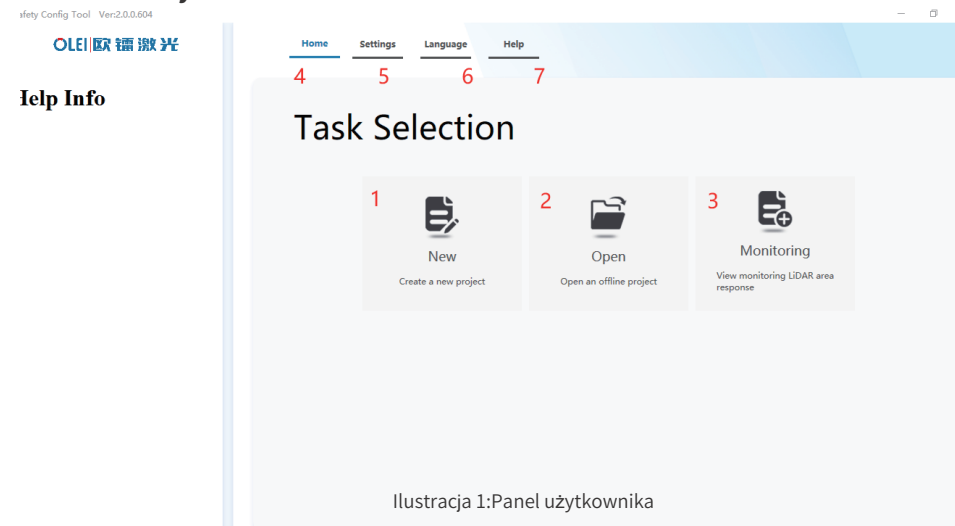 afety Config Tool Ver:2.0.0.604
OLEI 欧镭激光
Home Settings Language Help
4 5 6 7
Help Info
Task Selection
1 2 3
New Open Monitoring
Create a new project Open an offline project View monitoring LiDAR area
response
Ilustracja 1:Panel użytkownika